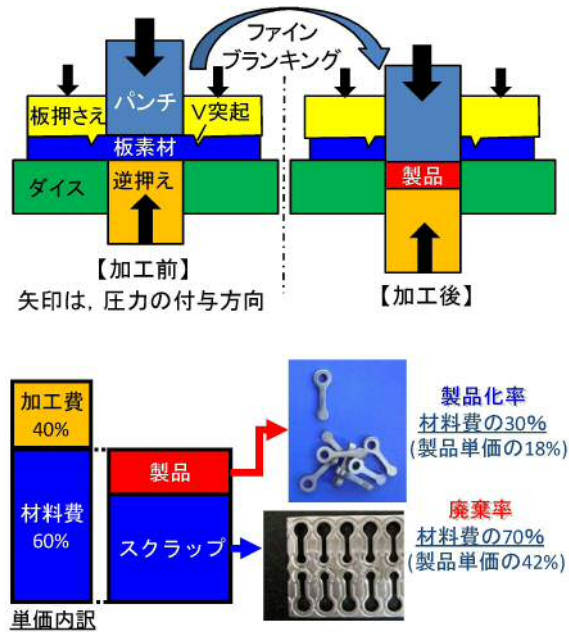 ファイン
ブランキング
パンチ
板押さえ
V突起
板素材
ダイス
逆押え
製品
【加工前】
矢印は，圧力の付与方向
【加工後】
加工費
40%
材料費
60%
単価内訳
製品
スクラップ
製品化率
材料費の30%
(製品単価の18%)
廃棄率
材料費の70%
(製品単価の42%)